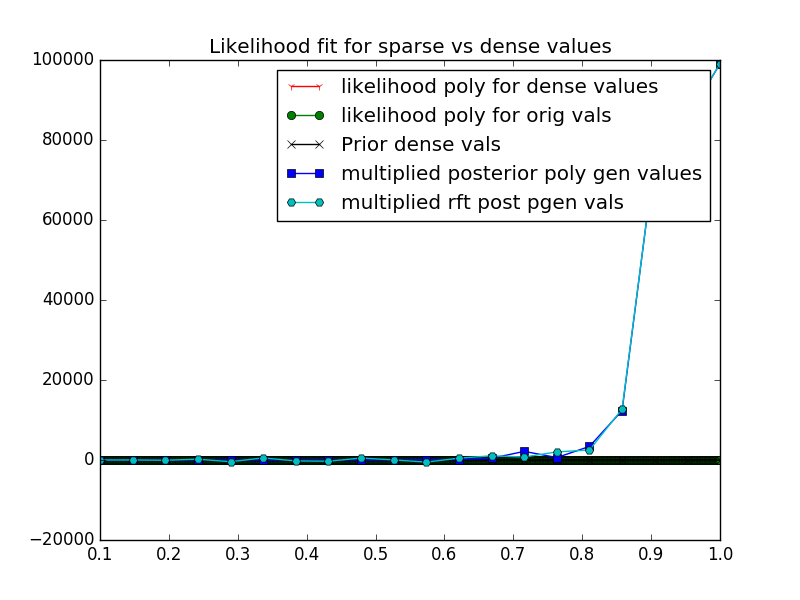 Likelihood fit for sparse vs dense values
100000
80000
60000
40000
20000
0
−20000
likelihood poly for dense values
likelihood poly for orig vals
Prior dense vals
multiplied posterior poly gen values
multiplied rft post pgen vals
0.1 0.2 0.3 0.4 0.5 0.6 0.7 0.8 0.9 1.0